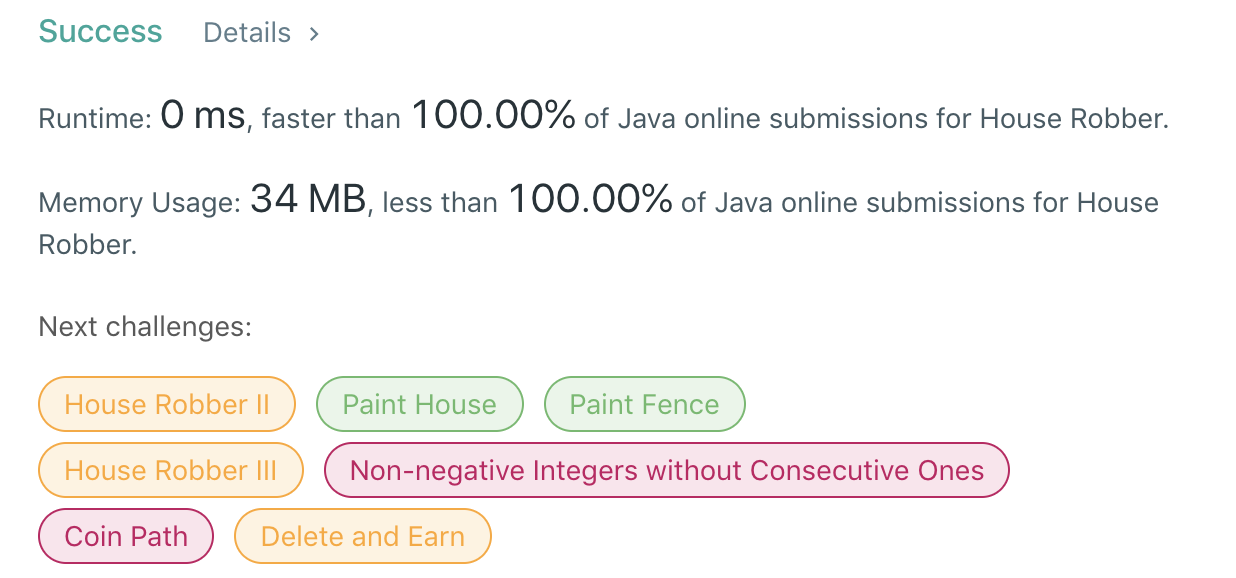 Success Details >
Runtime: 0 ms, faster than 100.00% of Java online submissions for House Robber.
Memory Usage: 34 MB, less than 100.00% of Java online submissions for House
Robber.
Next challenges:
House Robber II Paint House Paint Fence
House Robber III Non-negative Integers without Consecutive Ones
Coin Path Delete and Earn